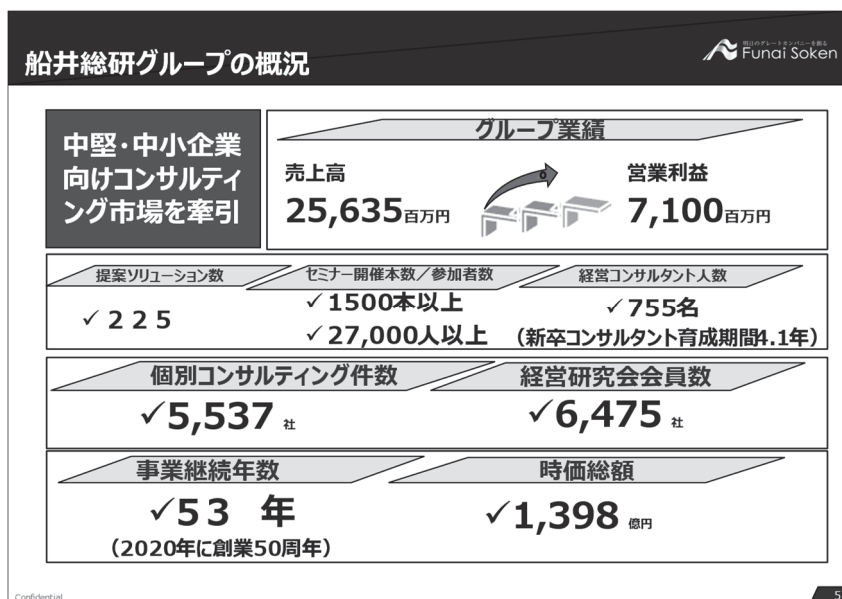 船井総研グループの概況
明日のグレートカンパニーを創る
Funai Soken
中堅・中小企業
向けコンサルティ
ング市場を牽引
グループ業績
売上高
25,635百万円
営業利益
7,100百万円
提案ソリューション数
✓２２５
セミナー開催本数／参加者数
✓1500本以上
✓27,000人以上
経営コンサルタント人数
✓755名
（新卒コンサルタント育成期間4.1年）
個別コンサルティング件数
✓5,537 社
経営研究会会員数
✓6,475 社
事業継続年数
✓５３ 年
（2020年に創業50周年）
時価総額
✓1,398 億円
Confidential
5